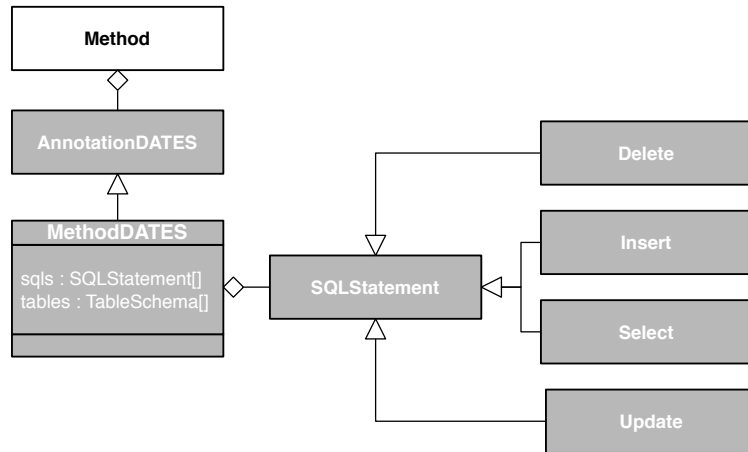 Method
AnnotationDATES
MethodDATES
sqls : SQLStatement[]
tables : TableSchema[]
SQLStatement
Delete
Insert
Select
Update